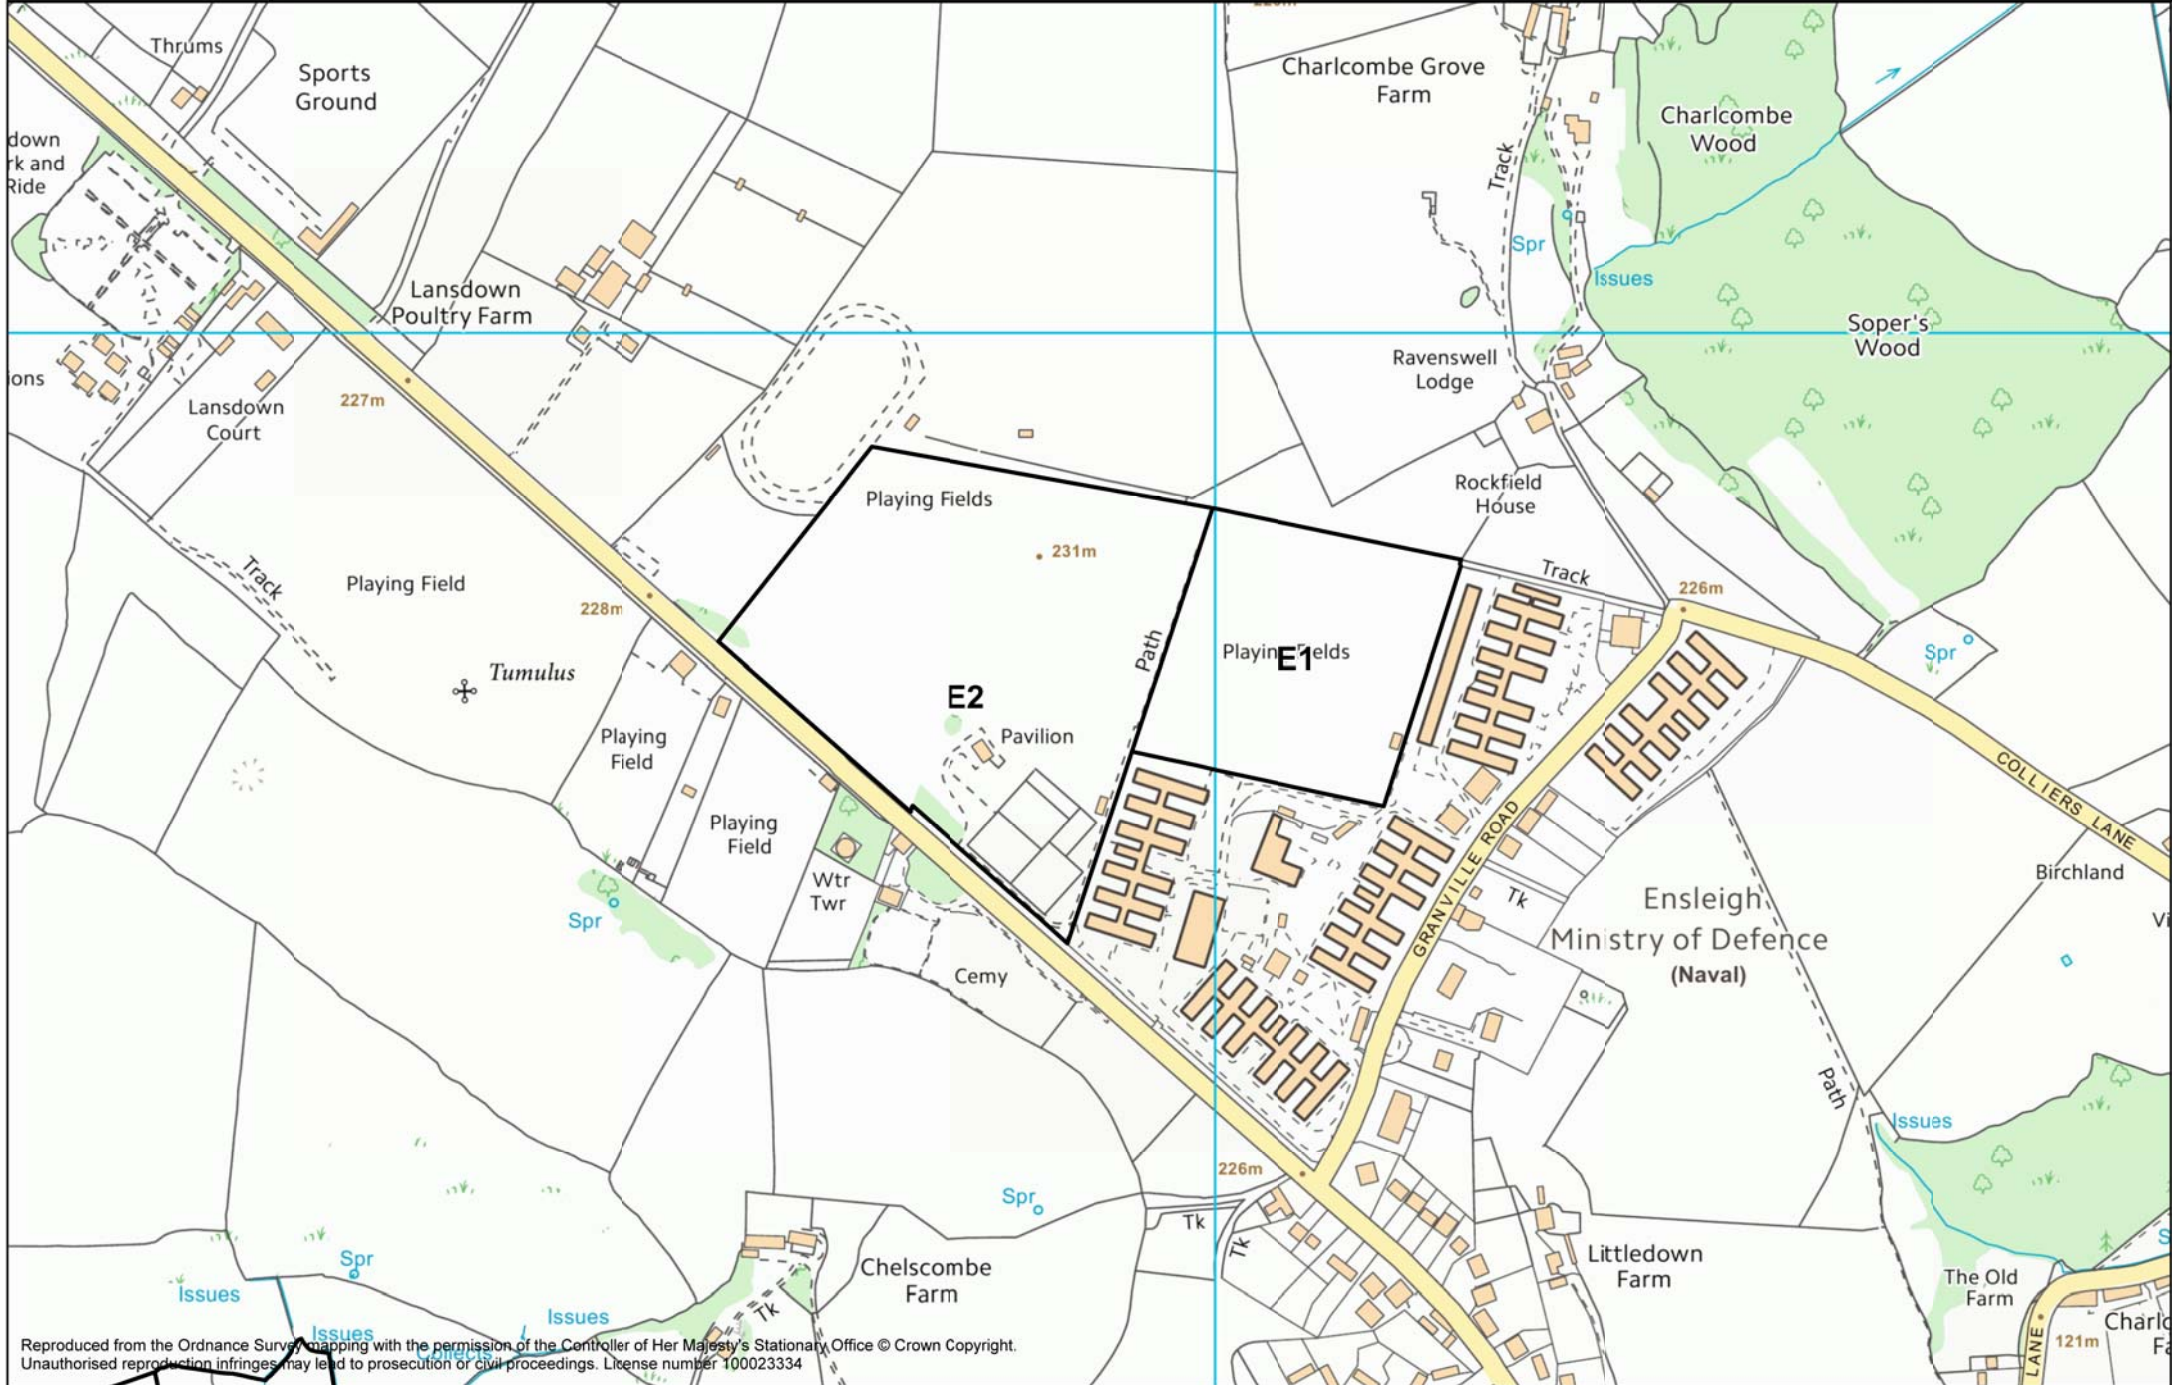 Thrums
Sports
Ground
Charlcombe Grove
Farm
Charlcombe
Wood
down
rk and
Ride
Track
Spr
Issues
Lansdown
Poultry Farm
Soper's
Wood
Ravenswell
Lodge
ions
227m
Lansdown
Court
Rockfield
House
Playing Fields
231m
Track
Track
226m
Playing Field
228m
Path
Playing Fields
E1
Spr
Tumulus
E2
Pavilion
Playing
Field
COLLIERS LANE
Playing
Field
Wtr
Twr
Birchland
GRANVILLE ROAD
Tk
Ensleigh
Ministry of Defence
(Naval)
Vi
Spr
Cemy
Path
Issues
226m
Spr
Tk
Tk
Spr
Issues
Chelscombe
Farm
Littledown
Farm
The Old
Farm
S
Tk
Issues
Issues
Collects
LANE
121m
Charlc
Fa
Reproduced from the Ordnance Survey mapping with the permission of the Controller of Her Majesty's Stationary Office © Crown Copyright.
Unauthorised reproduction infringes may lead to prosecution or civil proceedings. License number 100023334